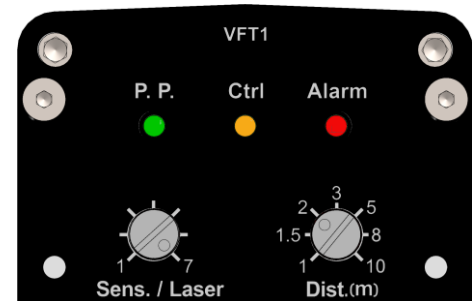 VFT1
P. P. Ctrl Alarm
3
2 5
1.5 8
1 7 1 10
Sens. / Laser Dist.(m)